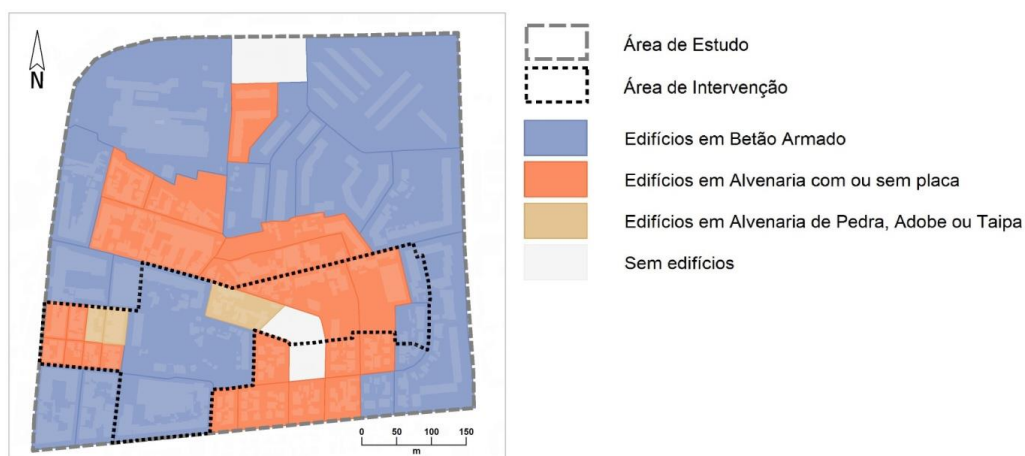 N
Área de Estudo
Área de Intervenção
Edifícios em Betão Armado
Edifícios em Alvenaria com ou sem placa
Edifícios em Alvenaria de Pedra, Adobe ou Taipa
Sem edifícios
0 50 100 150
m